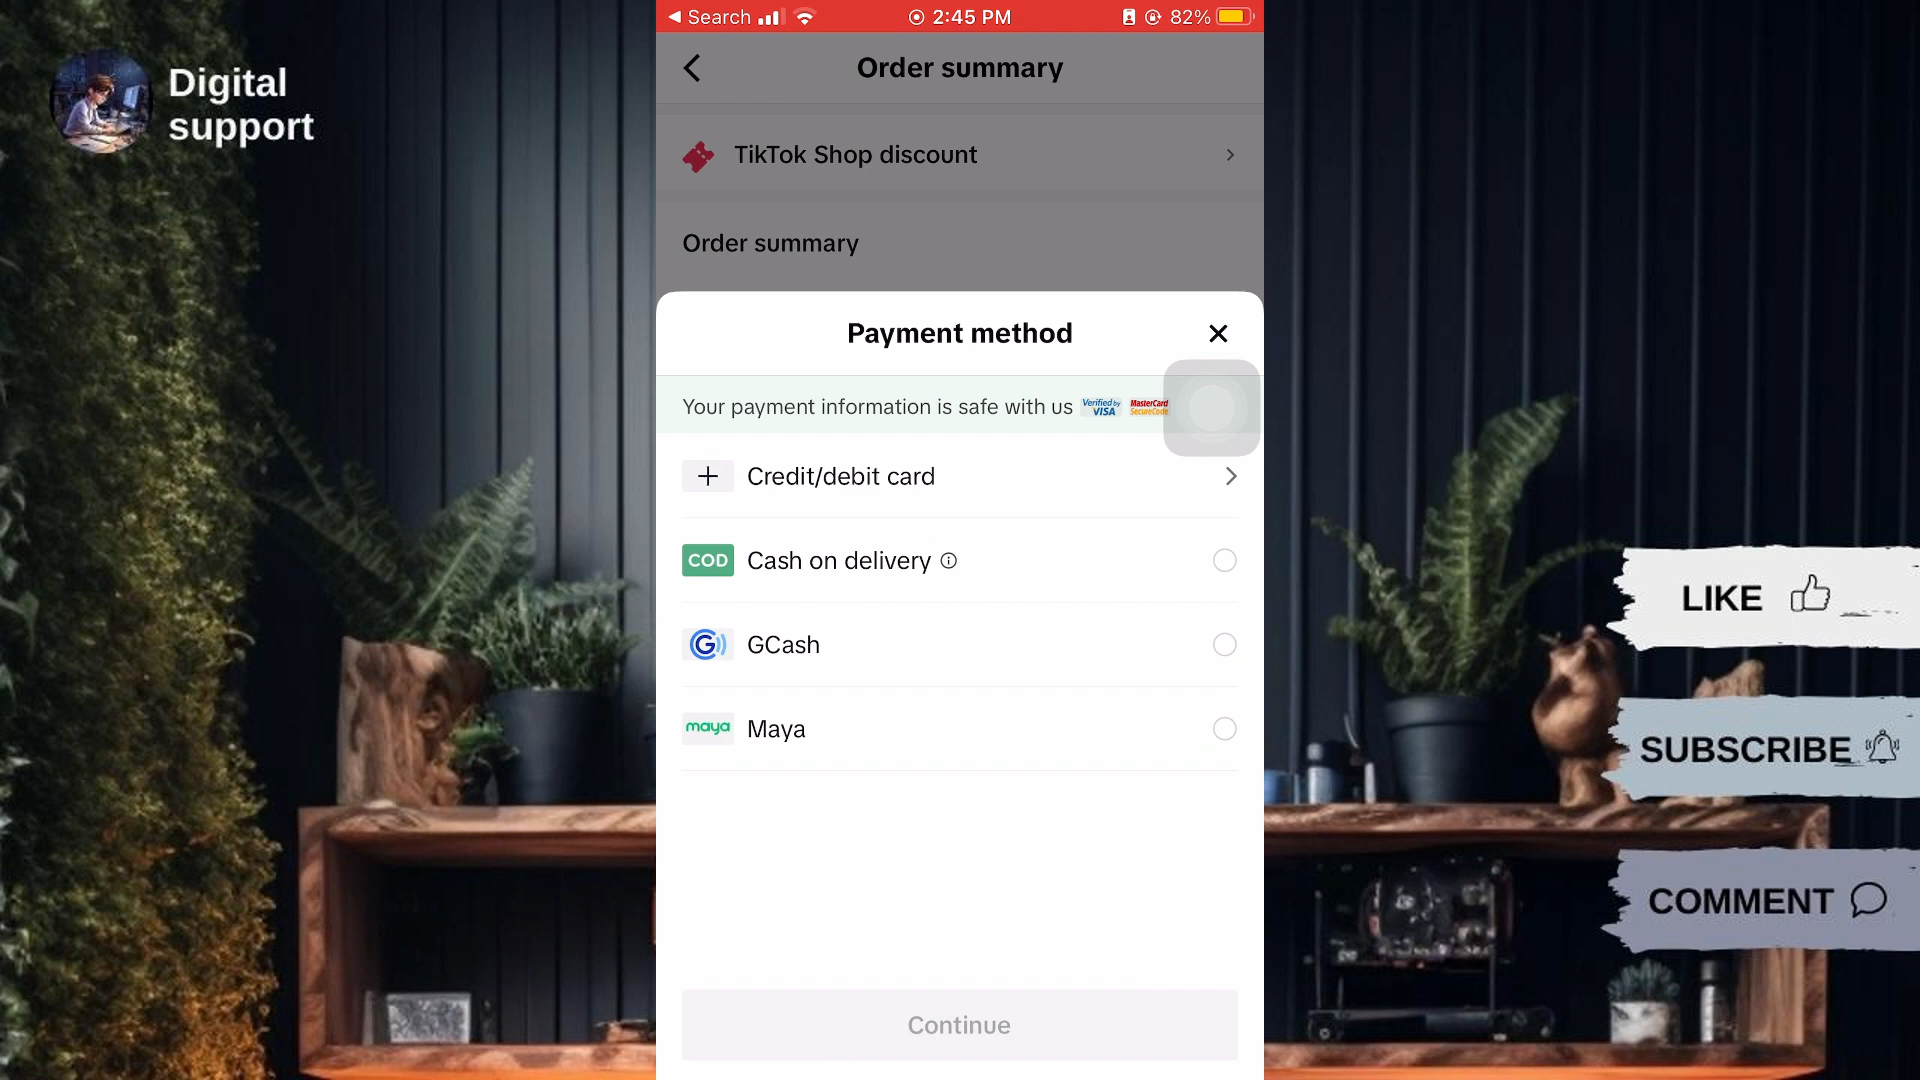 Digital
support
Search
2:45 PM
82%
Order summary
TikTok Shop discount
Order summary
Payment method
Your payment information is safe with us
Verified by
VISA
MasterCard
SecureCode
Credit/debit card
COD
Cash on delivery
G
GCash
maya
Maya
Continue
LIKE
SUBSCRIBE
COMMENT